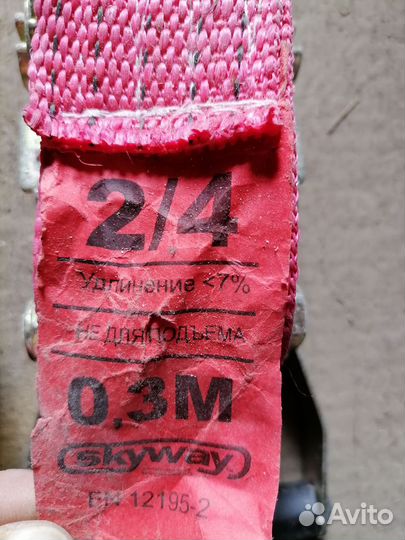 2/4
Удлинение <7%
НЕ ДЛЯ ПОДЪЕМА
0,3М
skyway
EN 12195-2
Avito